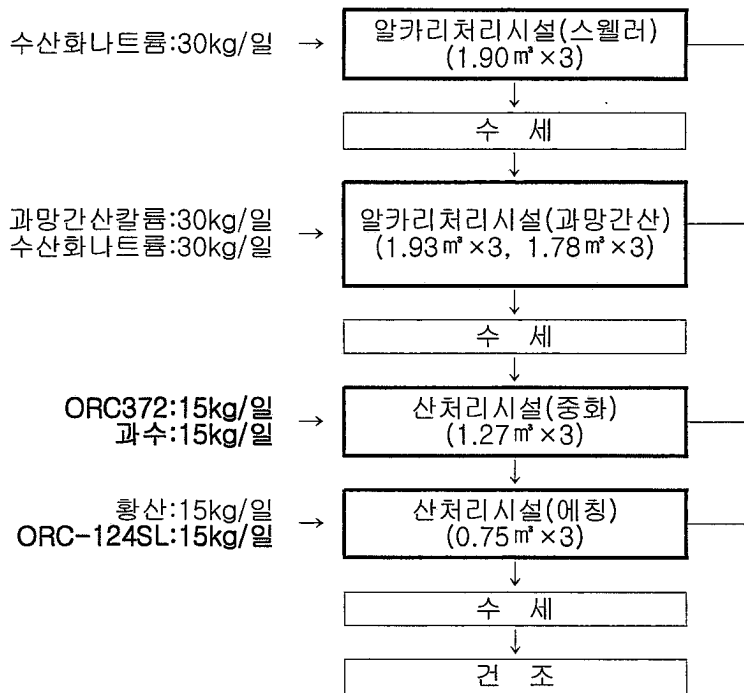 수산화나트륨:30kg/일 → 알카리처리시설(스웰러)
(1.90㎥×3)
↓
수 세
↓
과망간산칼륨:30kg/일
수산화나트륨:30kg/일 → 알카리처리시설(과망간산)
(1.93㎥×3, 1.78㎥×3)
↓
수 세
↓
ORC372:15kg/일
과수:15kg/일 → 산처리시설(중화)
(1.27㎥×3)
↓
황산:15kg/일
ORC-124SL:15kg/일 → 산처리시설(에칭)
(0.75㎥×3)
↓
수 세
↓
건 조